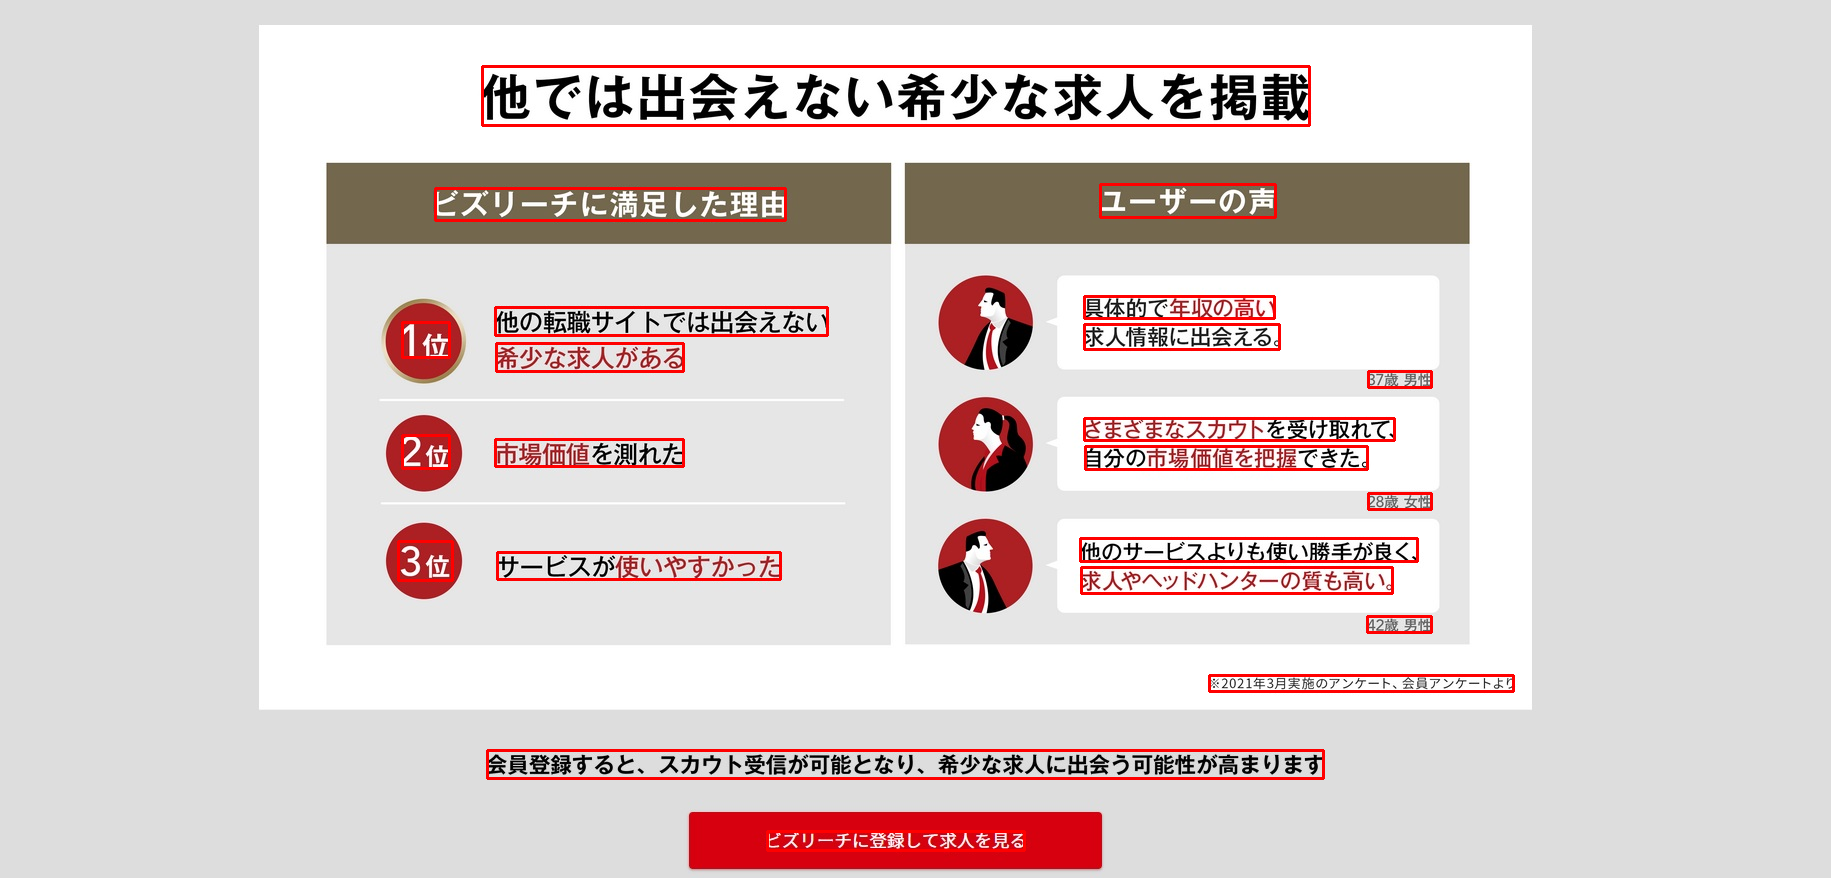 他では出会えない希少な求人を掲載
ビズリーチに満足した理由
1位
他の転職サイトでは出会えない
希少な求人がある
2位
市場価値を測れた
3位
サービスが使いやすかった
ユーザーの声
具体的で年収の高い
求人情報に出会える。
37歳 男性
さまざまなスカウトを受け取れて、
自分の市場価値を把握できた。
28歳 女性
他のサービスよりも使い勝手が良く、
求人やヘッドハンターの質も高い。
42歳 男性
※2021年3月実施のアンケート、会員アンケートより
会員登録すると、スカウト受信が可能となり、希少な求人に出会う可能性が高まります
ビズリーチに登録して求人を見る